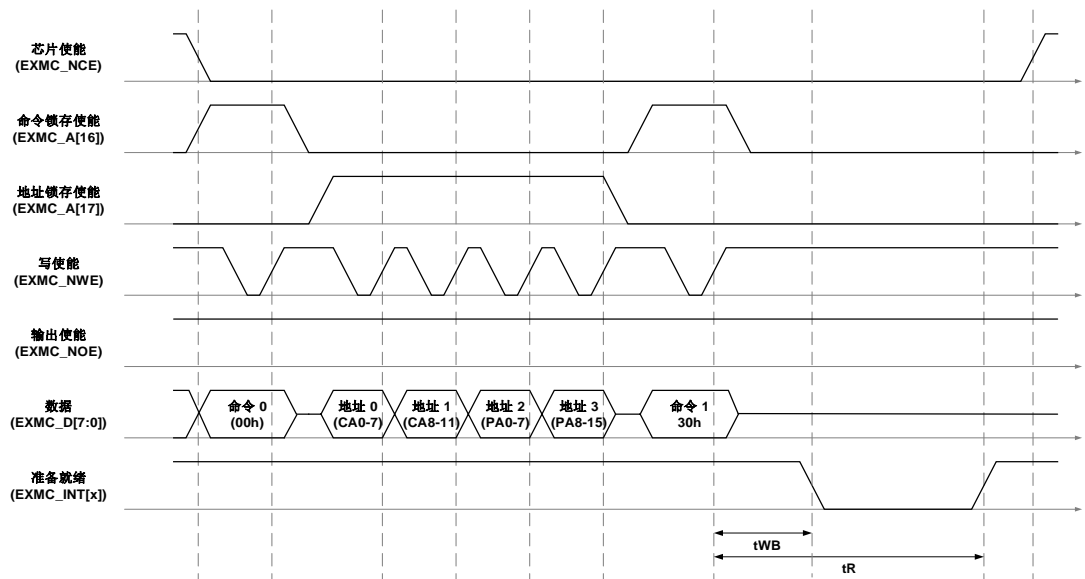 芯片使能
(EXMC_NCE)
命令锁存使能
(EXMC_A[16])
地址锁存使能
(EXMC_A[17])
写使能
(EXMC_NWE)
输出使能
(EXMC_NOE)
数据
(EXMC_D[7:0])
命令 0
(00h)
地址 0
(CA0-7)
地址 1
(CA8-11)
地址 2
(PA0-7)
地址 3
(PA8-15)
命令 1
30h
准备就绪
(EXMC_INT[x])
tWB
tR